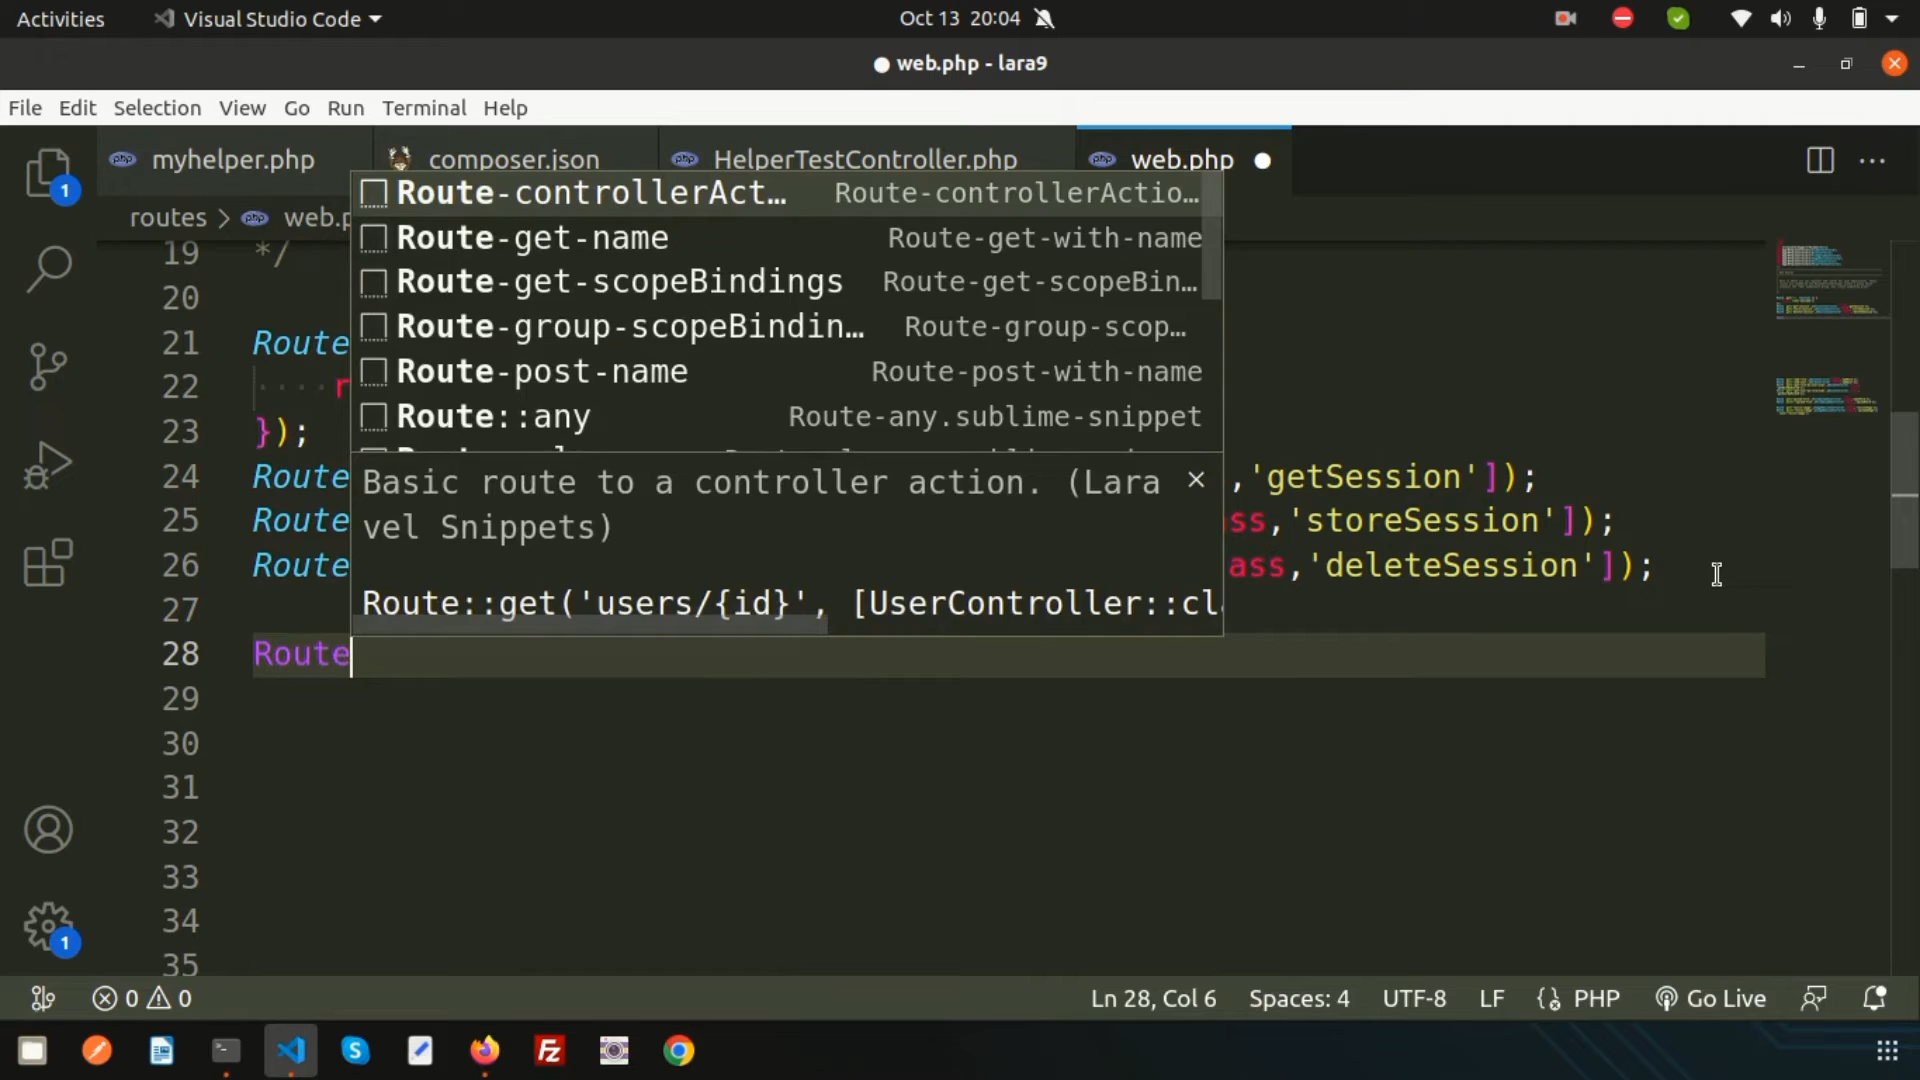 Activities
Visual Studio Code
Oct 13 20:04
web.php - lara9
File Edit Selection View Go Run Terminal Help
myhelper.php
composer.json
HelperTestController.php
web.php
routes > web.p
Route-controllerAct… Route-controllerActio…
Route-get-name Route-get-with-name
Route-get-scopeBindings Route-get-scopeBin…
Route-group-scopeBindin… Route-group-scop…
Route-post-name Route-post-with-name
Route::any Route-any.sublime-snippet
Basic route to a controller action. (Lara
vel Snippets)
Route::get('users/{id}', [UserController::cl
19 */
20
21 Route
22 r
23 });
24 Route ,'getSession']);
25 Route ss,'storeSession']);
26 Route ass,'deleteSession']);
27
28 Route
29
30
31
32
33
34
35
1
1
0 0
Ln 28, Col 6 Spaces: 4 UTF-8 LF PHP Go Live